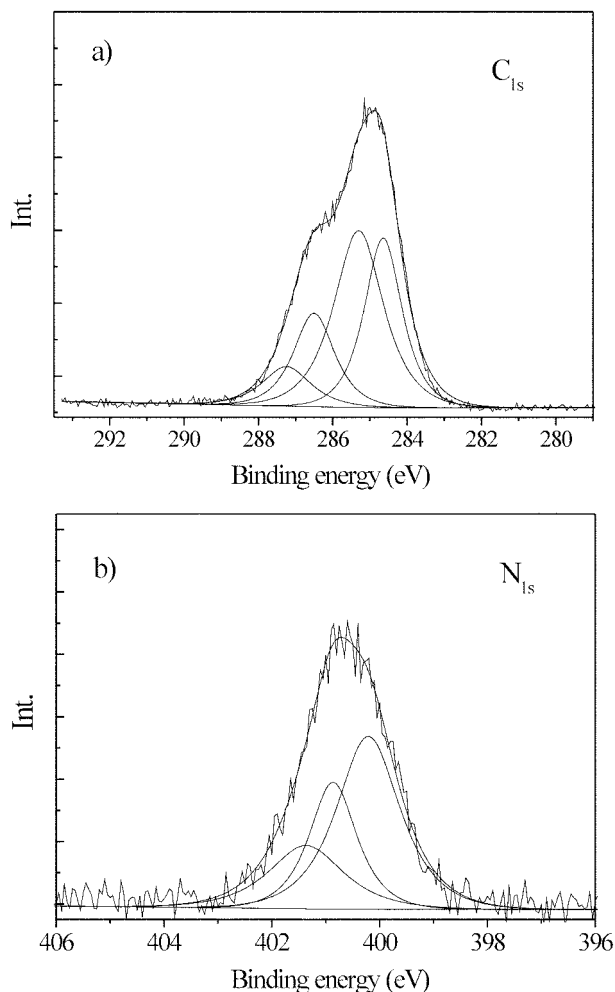 a)
C1s
Int.
292 290 288 286 284 282 280
Binding energy (eV)
b)
N1s
Int.
406 404 402 400 398 396
Binding energy (eV)